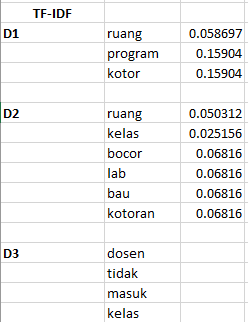 TF-IDF
D1 ruang 0.058697
program 0.15904
kotor 0.15904
D2 ruang 0.050312
kelas 0.025156
bocor 0.06816
lab 0.06816
bau 0.06816
kotoran 0.06816
D3 dosen
tidak
masuk
kelas